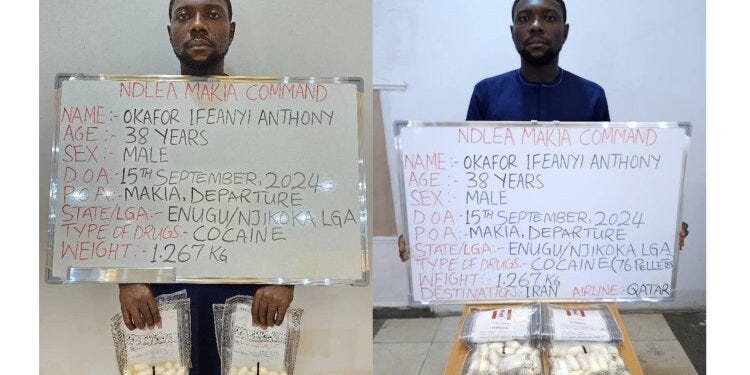 NDLEA MAKIA COMMAND
NAME:- OKAFOR IFEANYI ANTHONY
AGE:- 38 YEARS
SEX:- MALE
D.O.A:- 15TH SEPTEMBER, 2024
P.O.A:- MAKIA, DEPARTURE
STATE/LGA:- ENUGU/NJIKOKA LGA
TYPE OF DRUGS:- COCAINE
WEIGHT:- 1.267 KG
NDLEA MAKIA COMMAND
NAME:- OKAFOR IFEANYI ANTHONY
AGE:- 38 YEARS
SEX:- MALE
D.O.A:- 15TH SEPTEMBER, 2024
P.O.A:- MAKIA, DEPARTURE
STATE/LGA:- ENUGU/NJIKOKA LGA
TYPE OF DRUGS:- COCAINE (76 PELLETS
WEIGHT:- 1.267 KG
DESTINATION:- IRAN AIRLINE:- QATAR